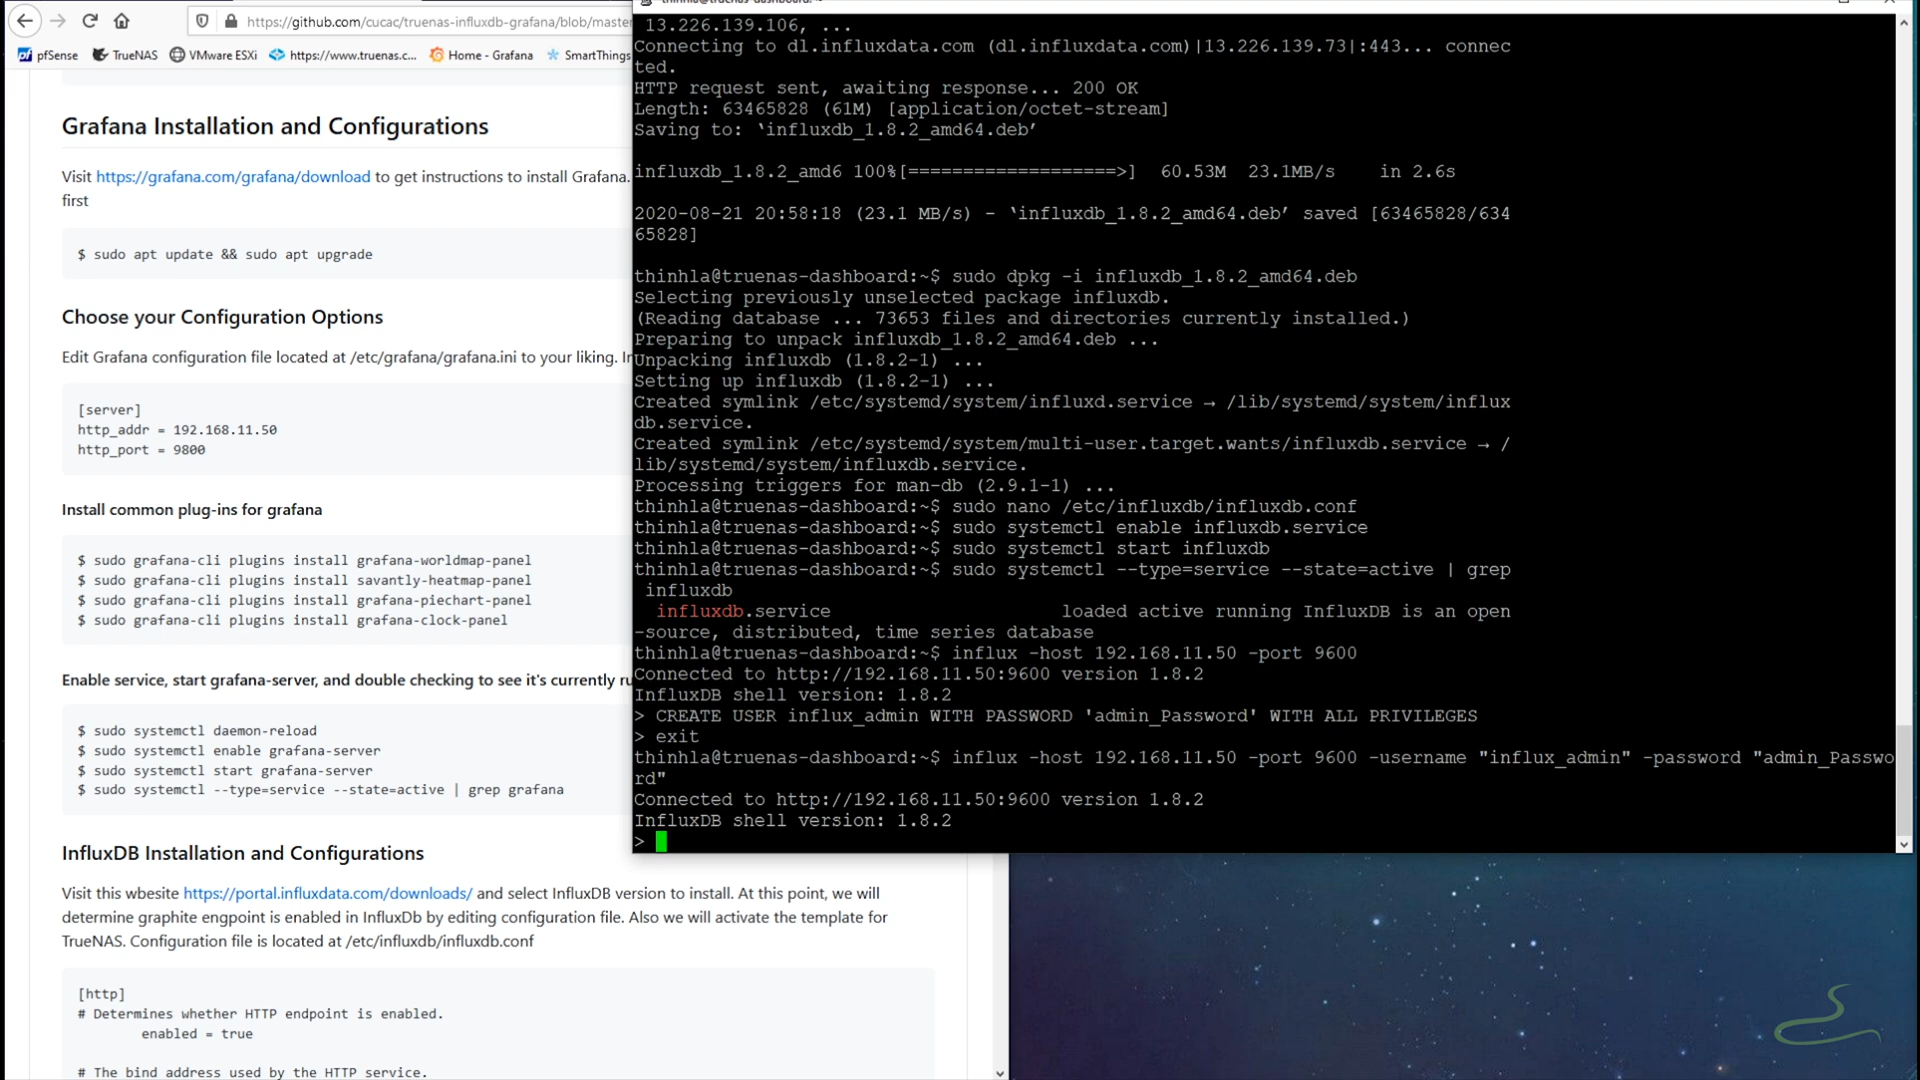 https://github.com/cucac/truenas-influxdb-grafana/blob/master
pfSense TrueNAS VMware ESXi https://www.truenas.c... Home - Grafana SmartThings
Grafana Installation and Configurations
Visit https://grafana.com/grafana/download to get instructions to install Grafana.
first
$ sudo apt update && sudo apt upgrade
Choose your Configuration Options
Edit Grafana configuration file located at /etc/grafana/grafana.ini to your liking.
[server]
http_addr = 192.168.11.50
http_port = 9800
Install common plug-ins for grafana
$ sudo grafana-cli plugins install grafana-worldmap-panel
$ sudo grafana-cli plugins install savantly-heatmap-panel
$ sudo grafana-cli plugins install grafana-piechart-panel
$ sudo grafana-cli plugins install grafana-clock-panel
Enable service, start grafana-server, and double checking to see it's currently ru
$ sudo systemctl daemon-reload
$ sudo systemctl enable grafana-server
$ sudo systemctl start grafana-server
$ sudo systemctl --type=service --state=active | grep grafana
InfluxDB Installation and Configurations
Visit this wbesite https://portal.influxdata.com/downloads/ and select InfluxDB version to install. At this point, we will
determine graphite engpoint is enabled in InfluxDb by editing configuration file. Also we will activate the template for
TrueNAS. Configuration file is located at /etc/influxdb/influxdb.conf
[http]
# Determines whether HTTP endpoint is enabled.
enabled = true
# The bind address used by the HTTP service.
13.226.139.106, ...
Connecting to dl.influxdata.com (dl.influxdata.com)|13.226.139.73|:443... connec
ted.
HTTP request sent, awaiting response... 200 OK
Length: 63465828 (61M) [application/octet-stream]
Saving to: ‘influxdb_1.8.2_amd64.deb’
influxdb_1.8.2_amd6 100%[===================>] 60.53M 23.1MB/s in 2.6s
2020-08-21 20:58:18 (23.1 MB/s) - ‘influxdb_1.8.2_amd64.deb’ saved [63465828/634
65828]
thinhla@truenas-dashboard:~$ sudo dpkg -i influxdb_1.8.2_amd64.deb
Selecting previously unselected package influxdb.
(Reading database ... 73653 files and directories currently installed.)
Preparing to unpack influxdb_1.8.2_amd64.deb ...
Unpacking influxdb (1.8.2-1) ...
Setting up influxdb (1.8.2-1) ...
Created symlink /etc/systemd/system/influxd.service → /lib/systemd/system/influx
db.service.
Created symlink /etc/systemd/system/multi-user.target.wants/influxdb.service → /
lib/systemd/system/influxdb.service.
Processing triggers for man-db (2.9.1-1) ...
thinhla@truenas-dashboard:~$ sudo nano /etc/influxdb/influxdb.conf
thinhla@truenas-dashboard:~$ sudo systemctl enable influxdb.service
thinhla@truenas-dashboard:~$ sudo systemctl start influxdb
thinhla@truenas-dashboard:~$ sudo systemctl --type=service --state=active | grep
influxdb
influxdb.service loaded active running InfluxDB is an open
-source, distributed, time series database
thinhla@truenas-dashboard:~$ influx -host 192.168.11.50 -port 9600
Connected to http://192.168.11.50:9600 version 1.8.2
InfluxDB shell version: 1.8.2
> CREATE USER influx_admin WITH PASSWORD 'admin_Password' WITH ALL PRIVILEGES
> exit
thinhla@truenas-dashboard:~$ influx -host 192.168.11.50 -port 9600 -username "influx_admin" -password "admin_Passwo
rd"
Connected to http://192.168.11.50:9600 version 1.8.2
InfluxDB shell version: 1.8.2
>